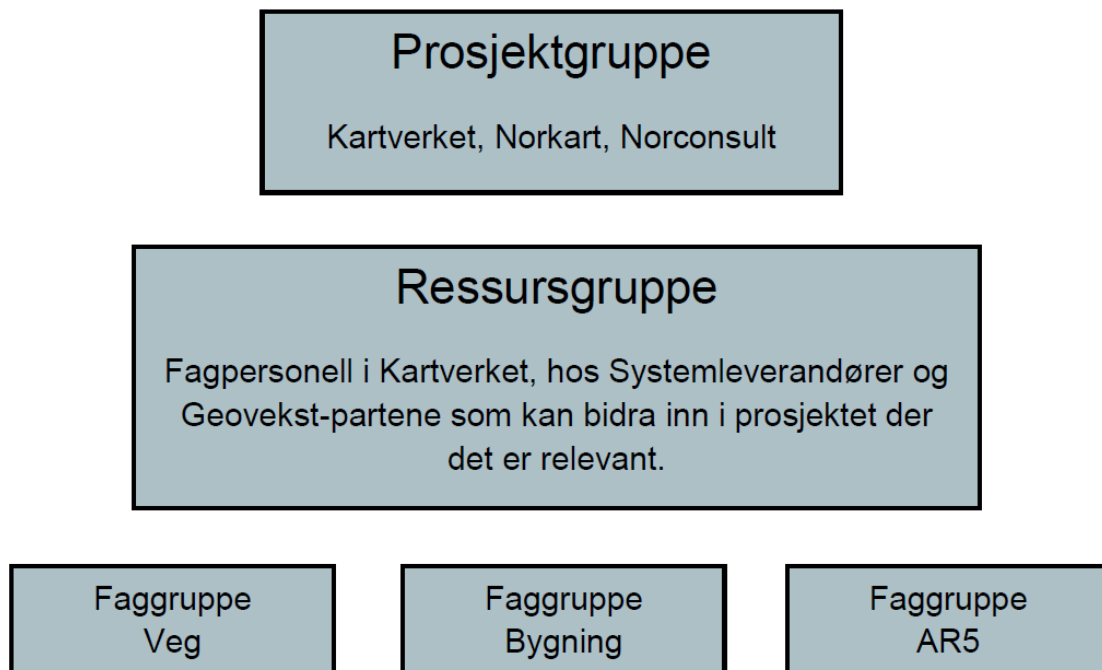 Prosjektgruppe
Kartverket, Norkart, Norconsult
Ressursgruppe
Fagpersonell i Kartverket, hos Systemleverandører og
Geovekst-partene som kan bidra inn i prosjektet der
det er relevant.
Faggruppe
Veg
Faggruppe
Bygning
Faggruppe
AR5